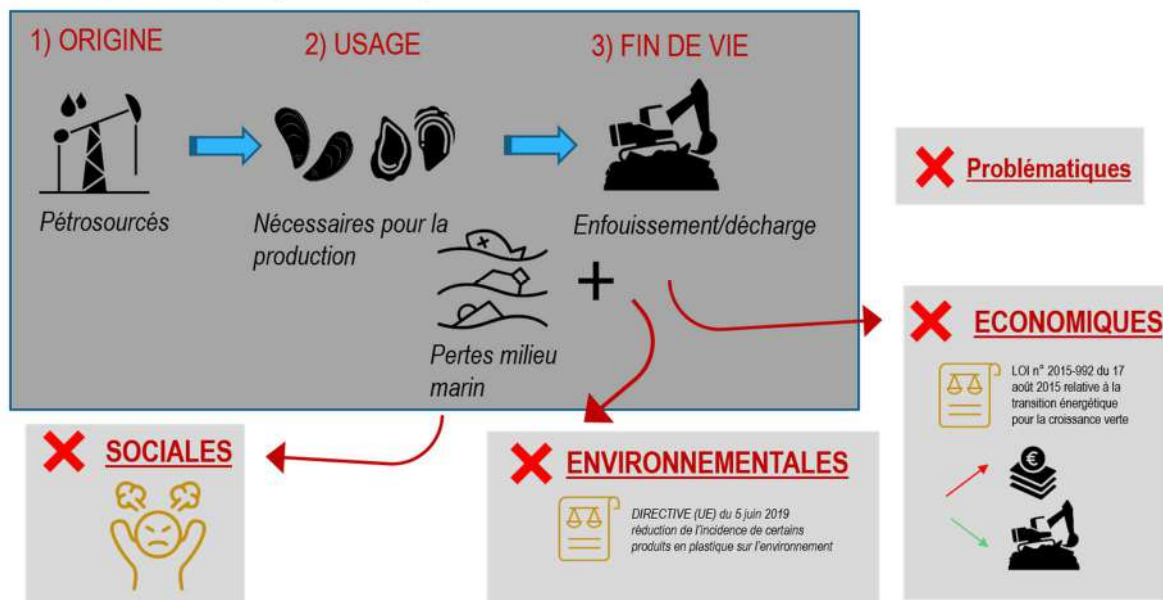 1) ORIGINE
2) USAGE
3) FIN DE VIE
Pétrosourcés
Nécessaires pour la
production
Enfouissement/décharge
+
Pertes milieu
marin
Problématiques
SOCIALES
ENVIRONNEMENTALES
DIRECTIVE (UE) du 5 juin 2019
réduction de l'incidence de certains
produits en plastique sur l'environnement
ECONOMIQUES
LOI n° 2015-992 du 17
août 2015 relative à la
transition énergétique
pour la croissance verte
€